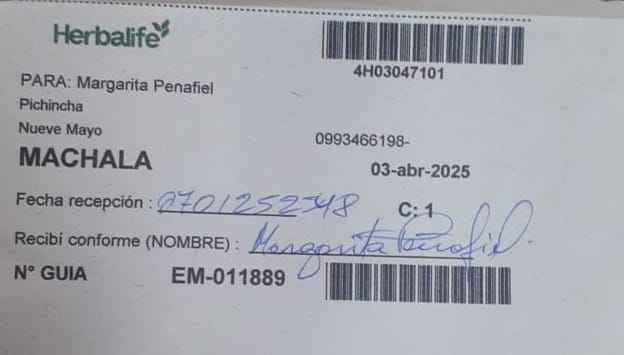 Herbalife
4H03047101
PARA: Margarita Penafiel
Pichincha
Nueve Mayo
0993466198-
MACHALA
03-abr-2025
Fecha recepción : 0701252348 C: 1
Recibí conforme (NOMBRE) : Margarita Peñafiel
N° GUIA EM-011889